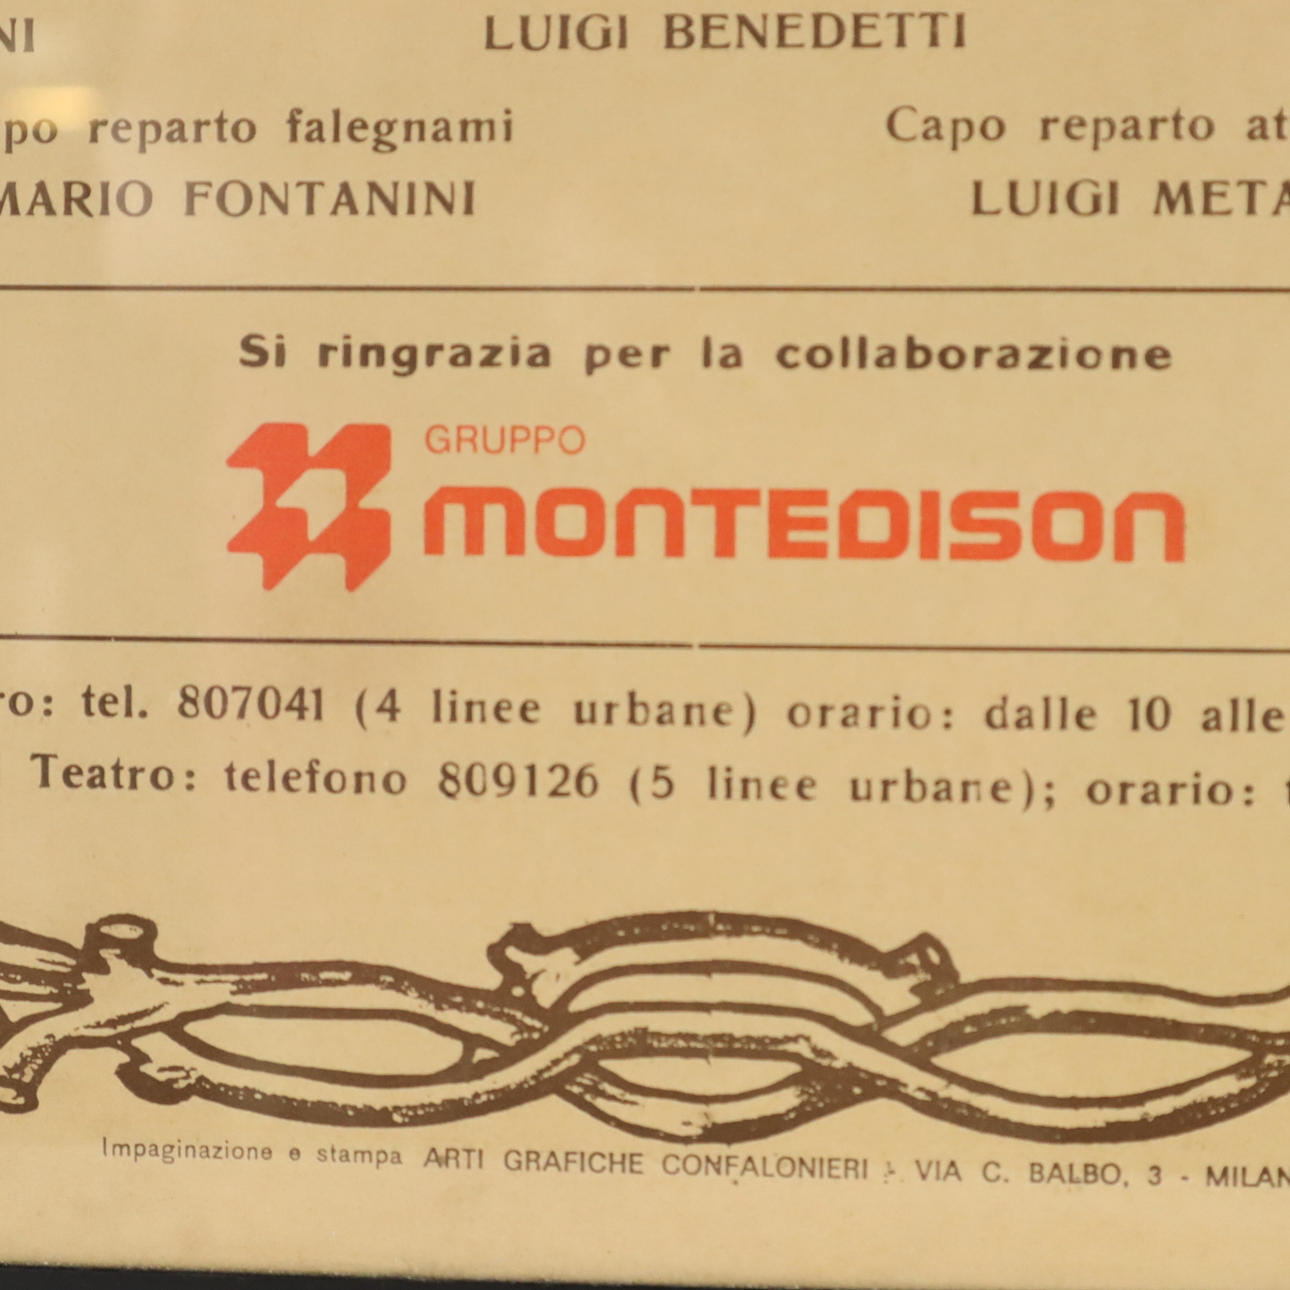 NI LUIGI BENEDETTI
po reparto falegnami Capo reparto at
MARIO FONTANINI LUIGI META
Si ringrazia per la collaborazione
GRUPPO
MONTEDISON
ro: tel. 807041 (4 linee urbane) orario: dalle 10 alle
Teatro: telefono 809126 (5 linee urbane); orario:
Impaginazione e stampa ARTI GRAFICHE CONFALONIERI - VIA C. BALBO, 3 - MILAN